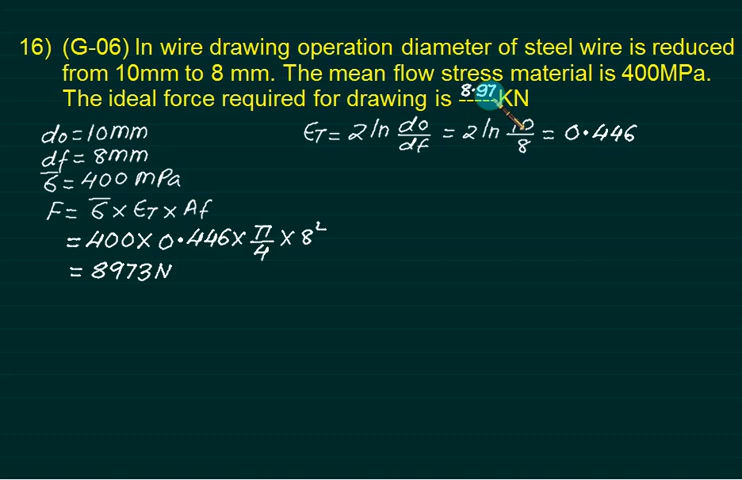 16) (G-06) In wire drawing operation diameter of steel wire is reduced
from 10mm to 8 mm. The mean flow stress material is 400MPa.
The ideal force required for drawing is 8.97 KN
do = 10mm
df = 8mm
σ̅ = 400 mPa
F = σ̅ × ϵT × Af
= 400 × 0.446 × π/4 × 8²
= 8973N
ϵT = 2 ln do/df = 2 ln 10/8 = 0.446